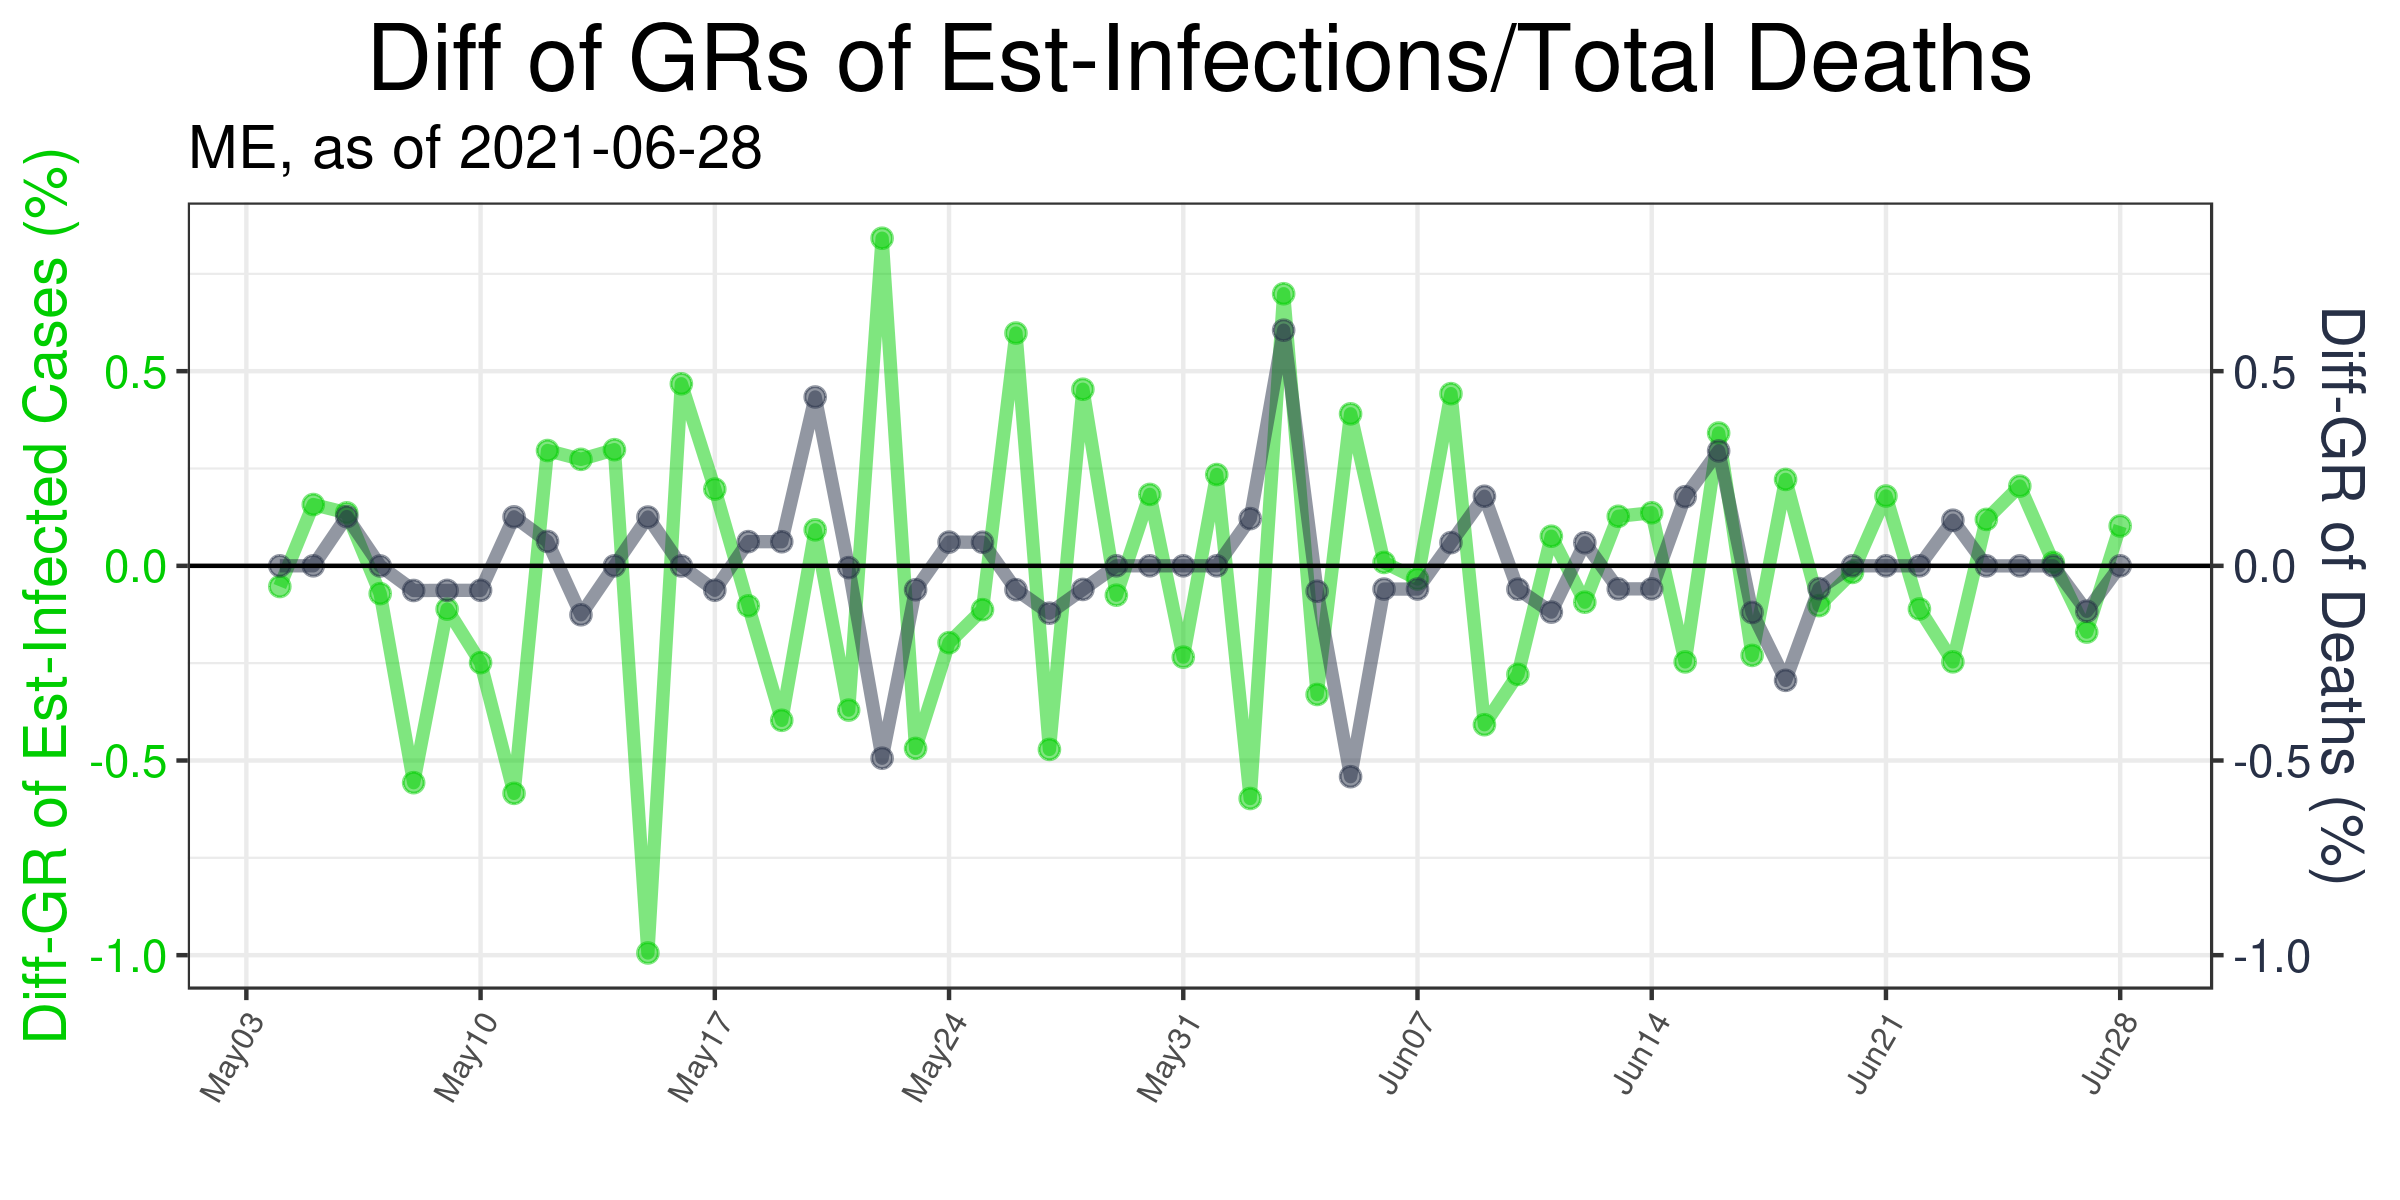 Diff of GRs of Est-Infections/Total Deaths
ME, as of 2021-06-28
Diff-GR of Est-Infected Cases (%)
0.5
0.0
-0.5
-1.0
0.5
0.0
-0.5
-1.0
Diff-GR of Deaths (%)
May03
May10
May17
May24
May31
Jun07
Jun14
Jun21
Jun28